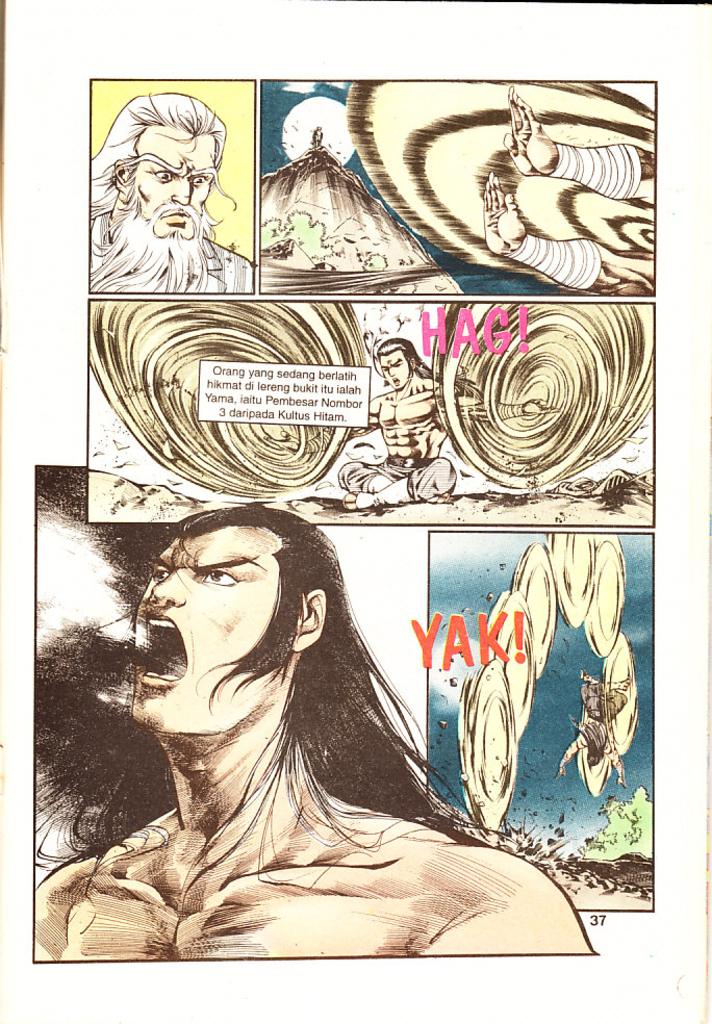 HAG!
Orang yang sedang berlatih
hikmat di lereng bukit itu ialah
Yama, iaitu Pembesar Nombor
3 daripada Kultus Hitam.
YAK!
37